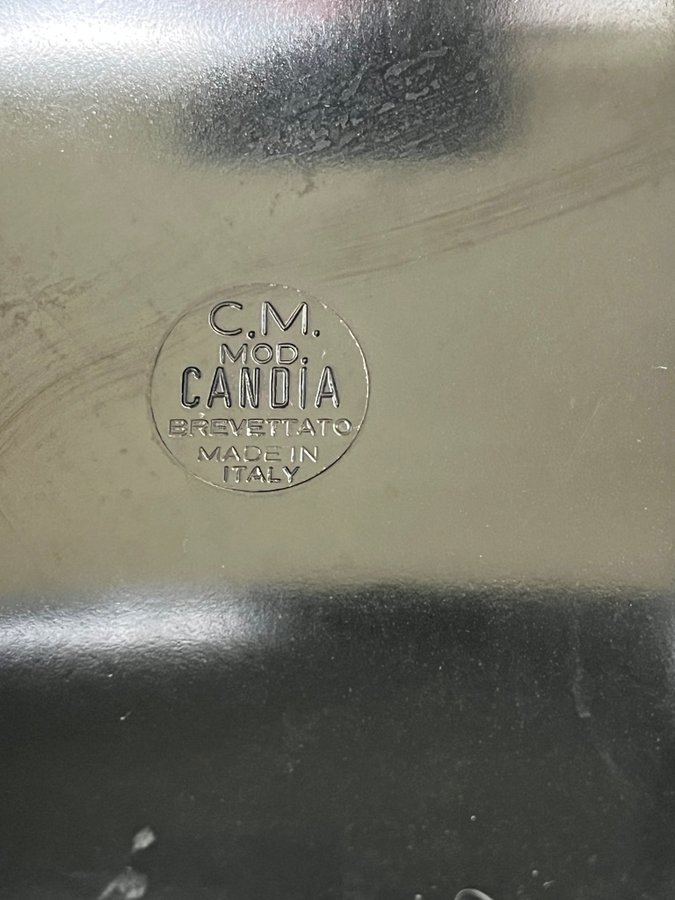 C.M.
MOD.
CANDIA
BREVETTATO
MADE IN
ITALY